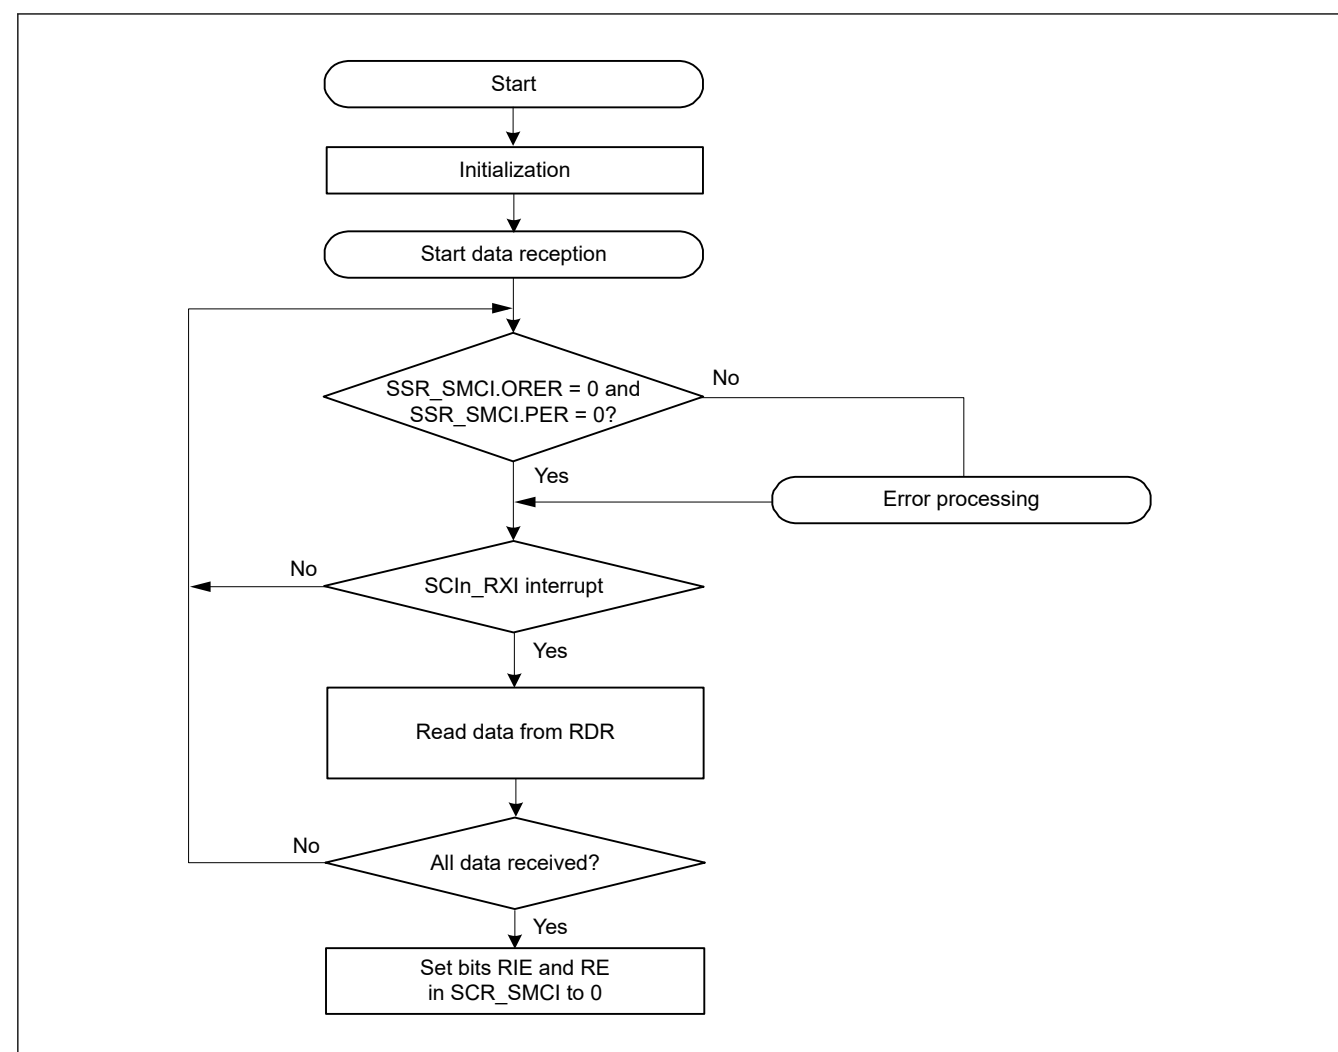 Start
Initialization
Start data reception
SSR_SMCI.ORER = 0 and
SSR_SMCI.PER = 0?
No
Yes
Error processing
No
SCIn_RXI interrupt
Yes
Read data from RDR
No
All data received?
Yes
Set bits RIE and RE
in SCR_SMCI to 0